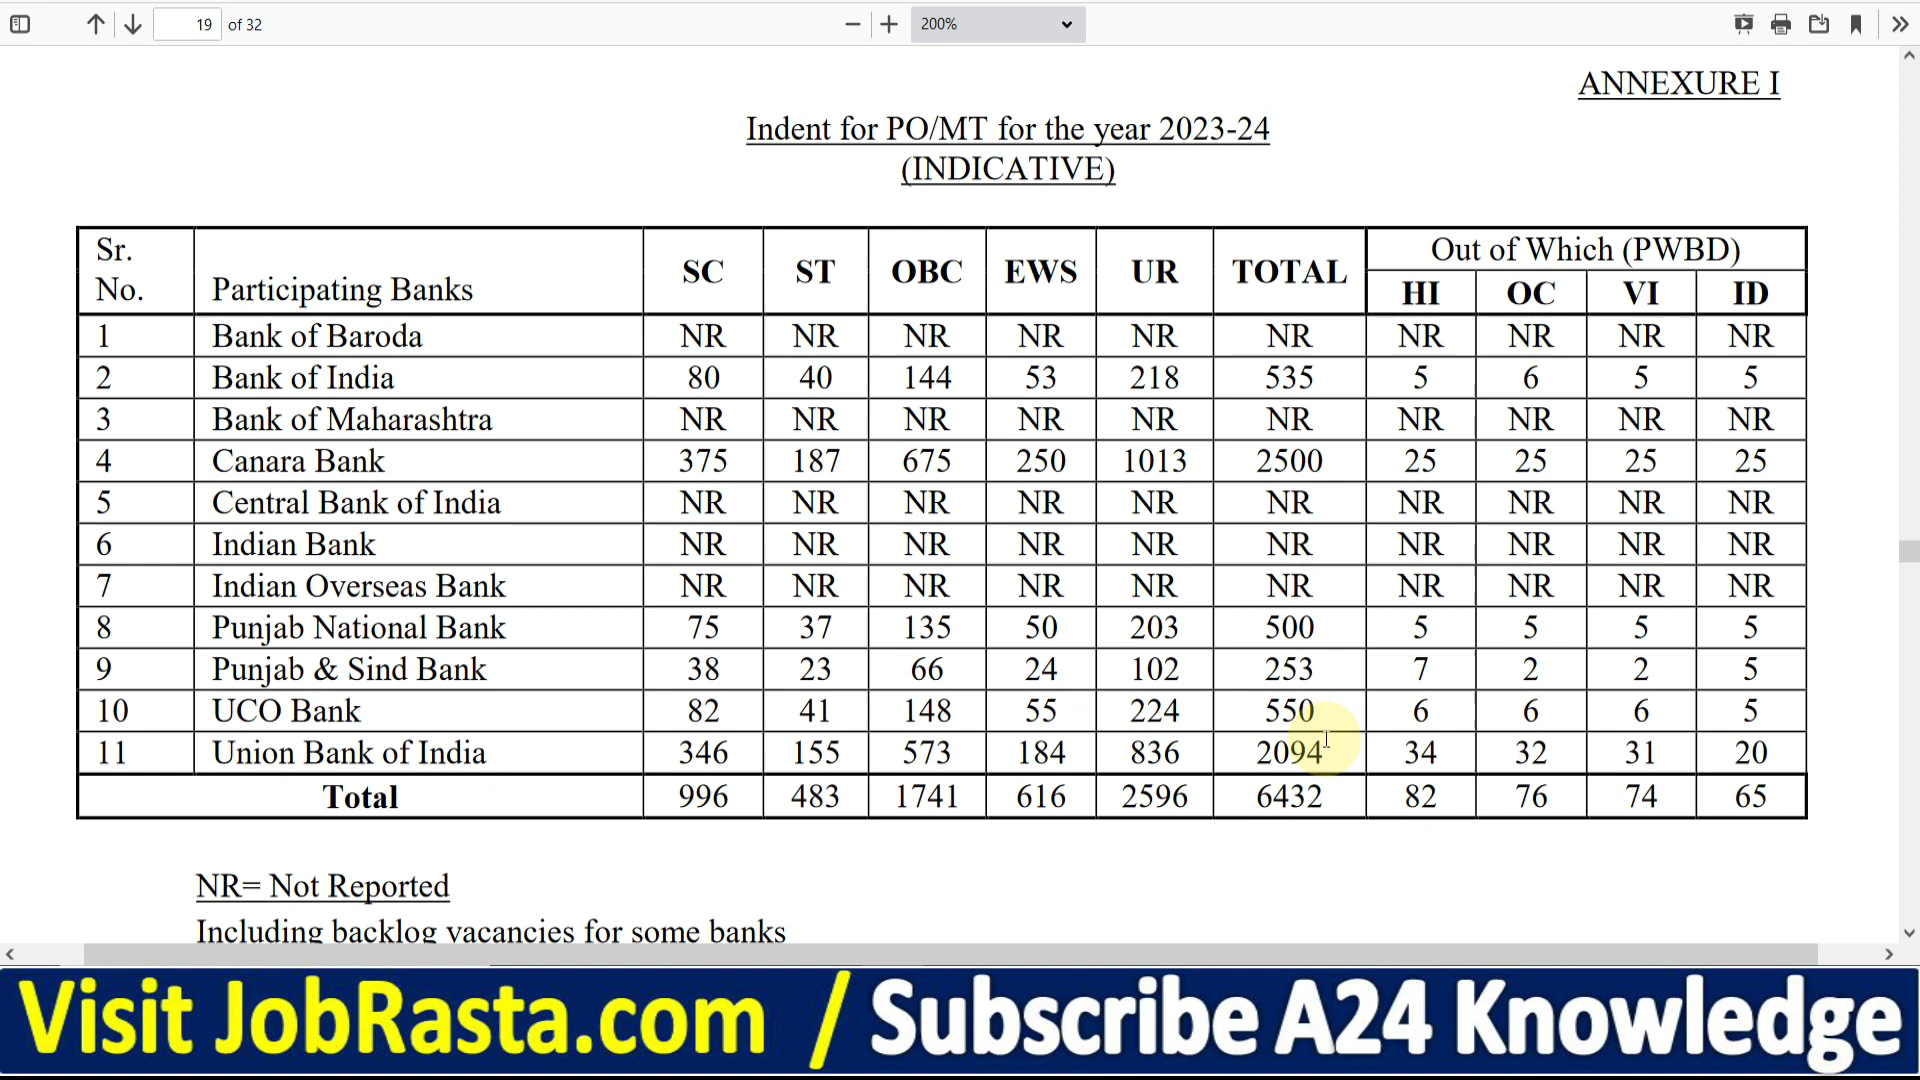 19 of 32
200%
ANNEXURE I
Indent for PO/MT for the year 2023-24
(INDICATIVE)
Sr. No. Participating Banks SC ST OBC EWS UR TOTAL Out of Which (PWBD)
HI OC VI ID
1 Bank of Baroda NR NR NR NR NR NR NR NR NR NR
2 Bank of India 80 40 144 53 218 535 5 6 5 5
3 Bank of Maharashtra NR NR NR NR NR NR NR NR NR NR
4 Canara Bank 375 187 675 250 1013 2500 25 25 25 25
5 Central Bank of India NR NR NR NR NR NR NR NR NR NR
6 Indian Bank NR NR NR NR NR NR NR NR NR NR
7 Indian Overseas Bank NR NR NR NR NR NR NR NR NR NR
8 Punjab National Bank 75 37 135 50 203 500 5 5 5 5
9 Punjab & Sind Bank 38 23 66 24 102 253 7 2 2 5
10 UCO Bank 82 41 148 55 224 550 6 6 6 5
11 Union Bank of India 346 155 573 184 836 2094 34 32 31 20
Total 996 483 1741 616 2596 6432 82 76 74 65
NR= Not Reported
Including backlog vacancies for some banks
Visit JobRasta.com / Subscribe A24 Knowledge